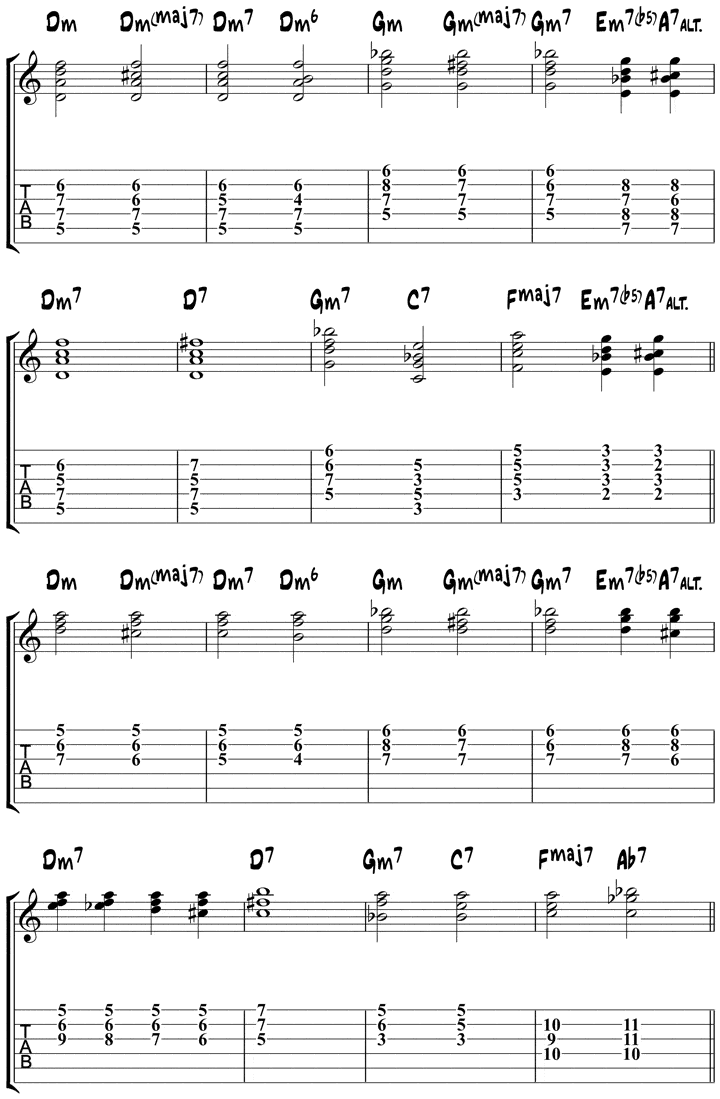 Dm Dm(maj7) Dm7 Dm6 Gm Gm(maj7) Gm7 Em7(b5) A7ALT.
6 6 6
6 6 6 6 8 7 6 8 8
7 6 5 4 7 7 7 7 6
7 7 7 7 5 5 5 8 8
5 5 5 5 7 7
TAB
Dm7 D7 Gm7 C7 Fmaj7 Em7(b5) A7ALT.
6 5 3 3
6 7 6 5 5 3 2
5 7 7 3 5 3 3
7 7 5 5 3 2 2
5 5 3
TAB
Dm Dm(maj7) Dm7 Dm6 Gm Gm(maj7) Gm7 Em7(b5) A7ALT.
5 5 5 5 6 6 6 6 6
6 6 6 6 8 7 6 8 8
7 6 5 4 7 7 7 7 6
TAB
Dm7 D7 Gm7 C7 Fmaj7 Ab7
5 5 5 5 7 5 5
6 6 6 6 7 6 5 10 11
9 8 7 6 5 3 3 9 11
10 10
TAB